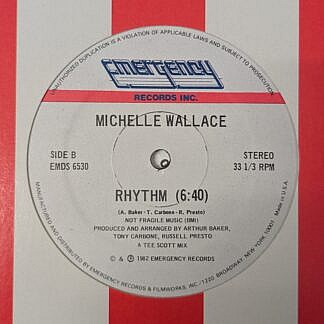 UNAUTHORIZED DUPLICATION IS A VIOLATION OF APPLICABLE LAWS AND SUBJECT TO PROSECUTION.
EMERGENCY
RECORDS INC.
MICHELLE WALLACE
SIDE B
EMDS 6530
STEREO
33 1/3 RPM
RHYTHM (6:40)
(A. Baker - T. Carbone - R. Presto)
NOT FRAGILE MUSIC (BMI)
PRODUCED AND ARRANGED BY ARTHUR BAKER,
TONY CARBONE, RUSSELL PRESTO
A TEE SCOTT MIX
© & ℗ 1982 EMERGENCY RECORDS
Made in U.S.A.
MANUFACTURED & DISTRIBUTED BY EMERGENCY RECORDS & FILMWORKS, INC./1220 BROADWAY, NEW YORK 10001